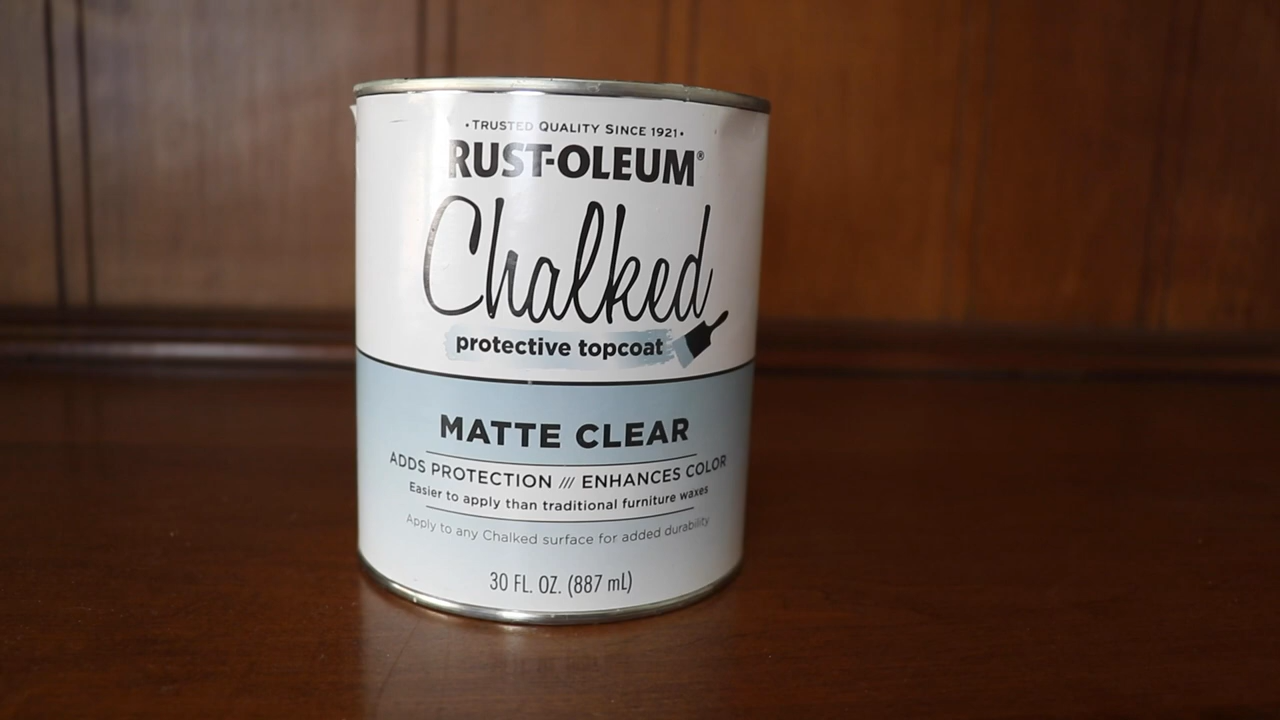 •TRUSTED QUALITY SINCE 1921•
RUST-OLEUM®
Chalked
protective topcoat
MATTE CLEAR
ADDS PROTECTION /// ENHANCES COLOR
Easier to apply than traditional furniture waxes
Apply to any Chalked surface for added durability
30 FL. OZ. (887 mL)